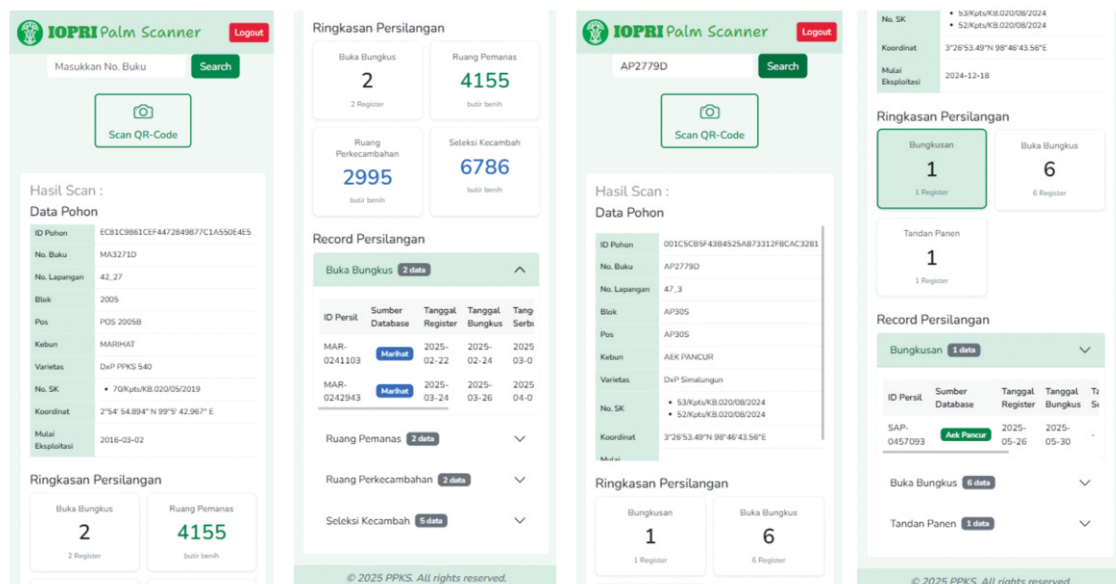 IOPRI Palm Scanner
Logout
Masukkan No. Buku
Search
Scan QR-Code
Hasil Scan :
Data Pohon
ID Pohon EC81C9861CEF4472849877C1A550E4E5
No. Buku MA3271D
No. Lapangan 42_27
Blok 2005
Pos POS 2005B
Kebun MARIHAT
Varietas DxP PPKS 540
No. SK • 70/Kpts/KB.020/05/2019
Koordinat 2°54' 54.894" N 99°5' 42.967" E
Mulai Eksploitasi 2016-03-02
Ringkasan Persilangan
Buka Bungkus
2
2 Register
Ruang Pemanas
4155
butir benih
Ringkasan Persilangan
Buka Bungkus
2
2 Register
Ruang Pemanas
4155
butir benih
Ruang
Perkecambahan
2995
butir benih
Seleksi Kecambah
6786
butir benih
Record Persilangan
Buka Bungkus 2 data
ID Persil Sumber Database Tanggal Register Tanggal Bungkus Tang Serbu
MAR-0241103 Marihat 2025-02-22 2025-02-24 2025 03-0
MAR-0242943 Marihat 2025-03-24 2025-03-26 2025 04-0
Ruang Pemanas 2 data
Ruang Perkecambahan 2 data
Seleksi Kecambah 5 data
© 2025 PPKS. All rights reserved.
IOPRI Palm Scanner
Logout
AP2779D
Search
Scan QR-Code
Hasil Scan :
Data Pohon
ID Pohon 001C5CB5F43B4525A873312FBCAC3281
No. Buku AP2779D
No. Lapangan 47_3
Blok AP30S
Pos AP30S
Kebun AEK PANCUR
Varietas DxP Simalungun
No. SK • 53/Kpts/KB.020/08/2024
• 52/Kpts/KB.020/08/2024
Koordinat 3°26'53.49"N 98°46'43.56"E
Mulai
Ringkasan Persilangan
Bungkusan
1
1 Register
Buka Bungkus
6
6 Register
No. SK • 53/Kpts/KB.020/08/2024
• 52/Kpts/KB.020/08/2024
Koordinat 3°26'53.49"N 98°46'43.56"E
Mulai Eksploitasi 2024-12-18
Ringkasan Persilangan
Bungkusan
1
1 Register
Buka Bungkus
6
6 Register
Tandan Panen
1
1 Register
Record Persilangan
Bungkusan 1 data
ID Persil Sumber Database Tanggal Register Tanggal Bungkus Ta Se
SAP-0457093 Aek Pancur 2025-05-26 2025-05-30 -
Buka Bungkus 6 data
Tandan Panen 1 data
© 2025 PPKS. All rights reserved.